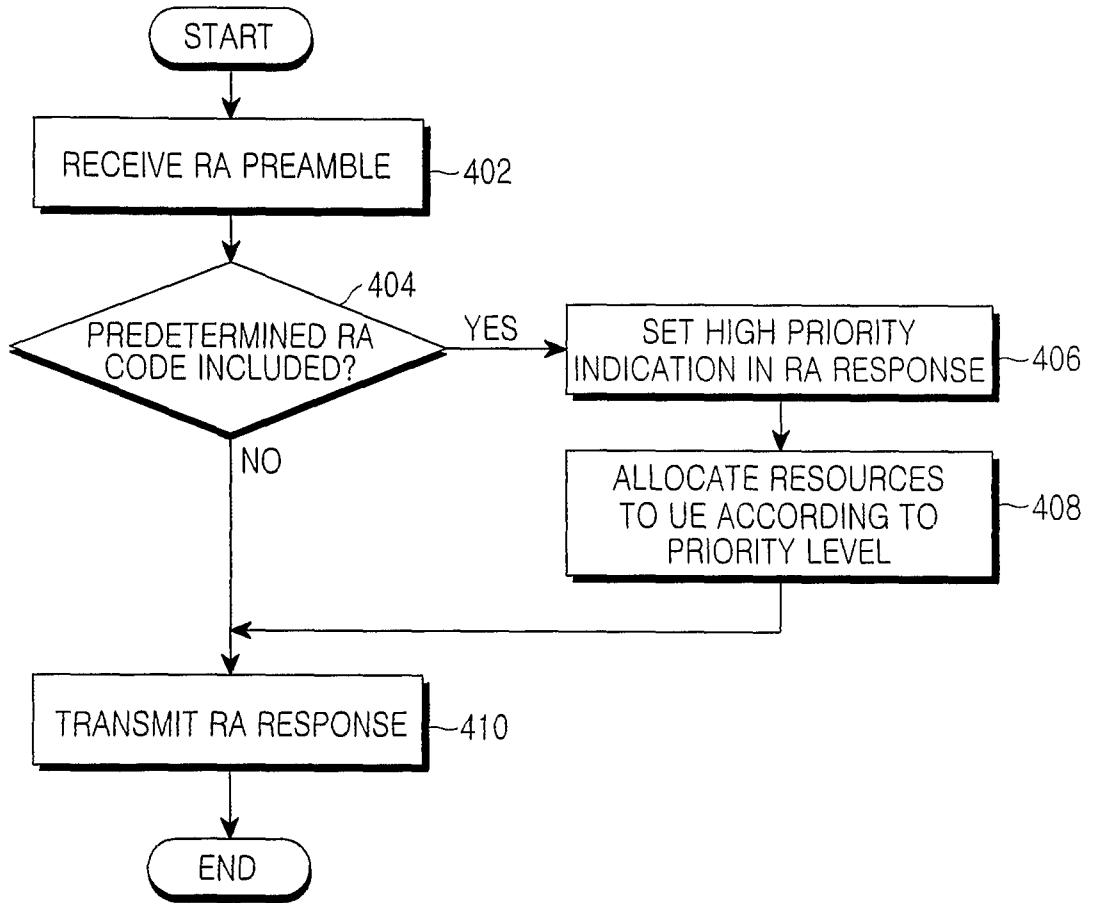 START
RECEIVE RA PREAMBLE
402
404
PREDETERMINED RA
CODE INCLUDED?
YES
SET HIGH PRIORITY
INDICATION IN RA RESPONSE
406
NO
ALLOCATE RESOURCES
TO UE ACCORDING TO
PRIORITY LEVEL
408
TRANSMIT RA RESPONSE
410
END